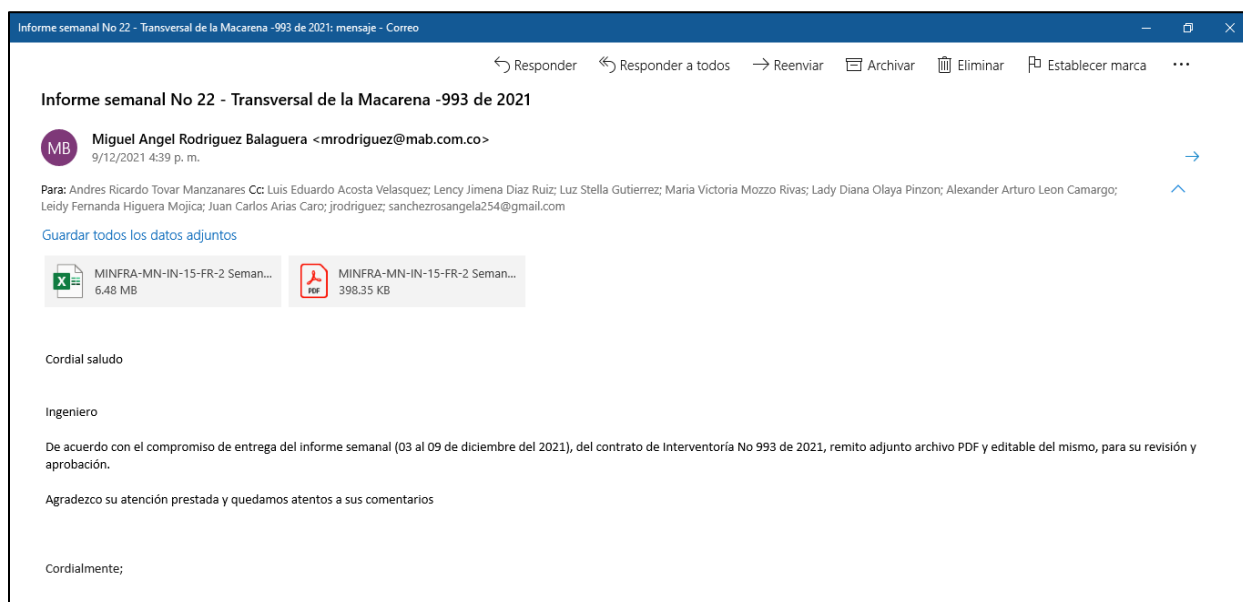 Informe semanal No 22 - Transversal de la Macarena -993 de 2021: mensaje - Correo
Responder Responder a todos Reenviar Archivar Eliminar Establecer marca ...
Informe semanal No 22 - Transversal de la Macarena -993 de 2021
MB
Miguel Angel Rodriguez Balaguera <mrodriguez@mab.com.co>
9/12/2021 4:39 p. m.
Para: Andres Ricardo Tovar Manzanares Cc: Luis Eduardo Acosta Velasquez; Lency Jimena Diaz Ruiz; Luz Stella Gutierrez; Maria Victoria Mozzo Rivas; Lady Diana Olaya Pinzon; Alexander Arturo Leon Camargo;
Leidy Fernanda Higuera Mojica; Juan Carlos Arias Caro; jrodriguez; sanchezrosangela254@gmail.com
Guardar todos los datos adjuntos
MINFRA-MN-IN-15-FR-2 Seman...
6.48 MB
PDF
MINFRA-MN-IN-15-FR-2 Seman...
398.35 KB
Cordial saludo
Ingeniero
De acuerdo con el compromiso de entrega del informe semanal (03 al 09 de diciembre del 2021), del contrato de Interventoría No 993 de 2021, remito adjunto archivo PDF y editable del mismo, para su revisión y
aprobación.
Agradezco su atención prestada y quedamos atentos a sus comentarios
Cordialmente;